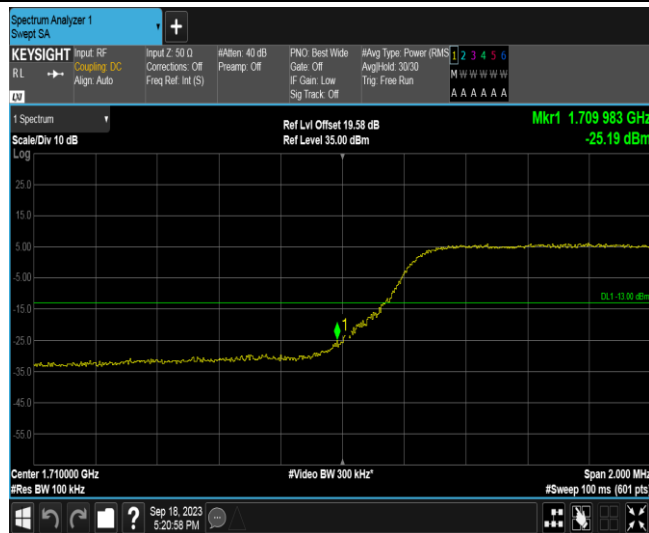 Spectrum Analyzer 1
Swept SA
KEYSIGHT
RL
Input: RF
Coupling: DC
Align: Auto
Input Z: 50 Ω
Corrections: Off
Freq Ref: Int (S)
#Atten: 40 dB
Preamp: Off
PNO: Best Wide
Gate: Off
IF Gain: Low
Sig Track: Off
#Avg Type: Power (RMS
Avg|Hold: 30/30
Trig: Free Run
1 2 3 4 5 6
M W W W W W
A A A A A A
LXI
1 Spectrum
Scale/Div 10 dB
Log
Ref Lvl Offset 19.58 dB
Ref Level 35.00 dBm
Mkr1 1.709 983 GHz
-25.19 dBm
25.0
15.0
5.00
-5.00
DL1 -13.00 dBm
-15.0
1
-25.0
-35.0
-45.0
-55.0
Center 1.710000 GHz
#Res BW 100 kHz
#Video BW 300 kHz*
Span 2.000 MHz
#Sweep 100 ms (601 pts)
?
Sep 18, 2023
5:20:58 PM